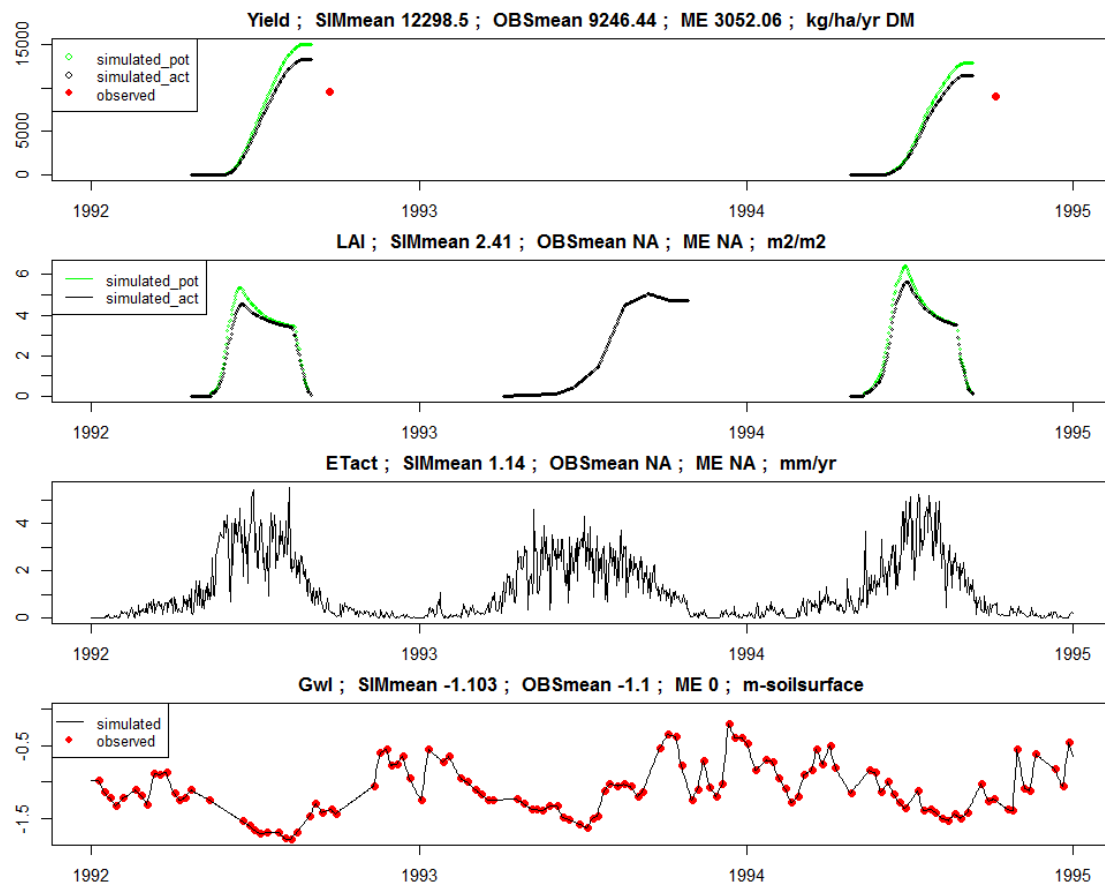 Yield ; SIMmean 12298.5 ; OBSmean 9246.44 ; ME 3052.06 ; kg/ha/yr DM
15000
5000
0
simulated_pot
simulated_act
observed
1992 1993 1994 1995
LAI ; SIMmean 2.41 ; OBSmean NA ; ME NA ; m2/m2
6
4
2
0
simulated_pot
simulated_act
1992 1993 1994 1995
ETact ; SIMmean 1.14 ; OBSmean NA ; ME NA ; mm/yr
4
2
0
1992 1993 1994 1995
Gwl ; SIMmean -1.103 ; OBSmean -1.1 ; ME 0 ; m-soilsurface
-0.5
-1.5
simulated
observed
1992 1993 1994 1995